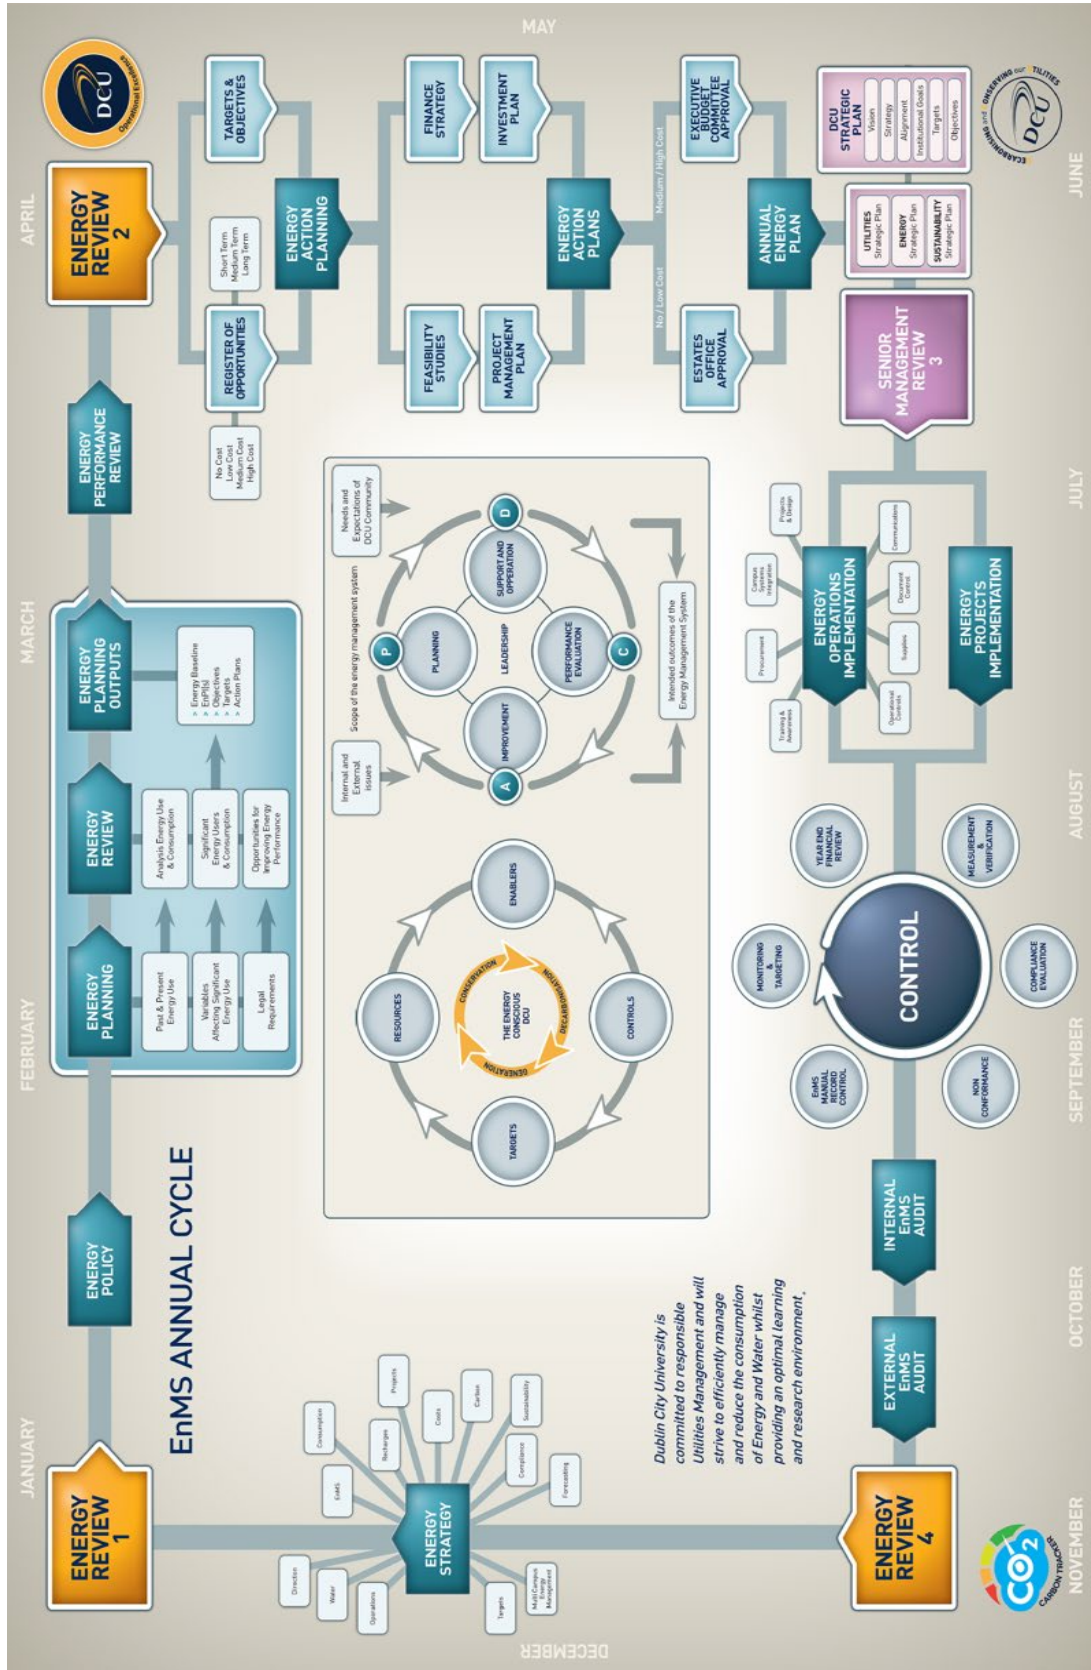 JANUARY
FEBRUARY
MARCH
APRIL
MAY
JUNE
JULY
AUGUST
SEPTEMBER
OCTOBER
NOVEMBER
DECEMBER
EnMS ANNUAL CYCLE
ENERGY
REVIEW
1
ENERGY
POLICY
ENERGY
PLANNING
Past & Present
Energy Use
Variables
Affecting Significant
Energy Use
Legal
Requirements
ENERGY
REVIEW
Analysis Energy Use
& Consumption
Significant
Energy Users
& Consumption
Opportunities for
Improving Energy
Performance
ENERGY
PLANNING
OUTPUTS
> Energy Baseline
> EnPI(s)
> Objectives
> Targets
> Action Plans
ENERGY
PERFORMANCE
REVIEW
ENERGY
REVIEW
2
DCU
Operational Excellence
No Cost
Low Cost
Medium Cost
High Cost
REGISTER OF
OPPORTUNITIES
Short Term
Medium Term
Long Term
TARGETS &
OBJECTIVES
ENERGY
ACTION
PLANNING
FEASIBILITY
STUDIES
PROJECT
MANAGEMENT
PLAN
FINANCE
STRATEGY
INVESTMENT
PLAN
ENERGY
ACTION
PLANS
No / Low Cost
Medium / High Cost
ESTATES
OFFICE
APPROVAL
EXECUTIVE
BUDGET
COMMITTEE
APPROVAL
ANNUAL
ENERGY
PLAN
SENIOR
MANAGEMENT
REVIEW
3
UTILITIES
Strategic Plan
ENERGY
Strategic Plan
SUSTAINABILITY
Strategic Plan
DCU
STRATEGIC
PLAN
Vision
Strategy
Alignment
Institutional Goals
Targets
Objectives
DECARBONISING and CONSERVING our UTILITIES
DCU
ENERGY
OPERATIONS
IMPLEMENTATION
Training &
Awareness
Procurement
Campus
Systems
Integration
Projects
& Design
Operational
Controls
Supplies
Document
Control
Communications
ENERGY
PROJECTS
IMPLEMENTATION
CONTROL
EnMS
MANUAL
RECORD
CONTROL
MONITORING
&
TARGETING
YEAR END
FINANCIAL
REVIEW
NON
CONFORMANCE
COMPLIANCE
EVALUATION
MEASUREMENT
&
VERIFICATION
INTERNAL
EnMS
AUDIT
EXTERNAL
EnMS
AUDIT
ENERGY
REVIEW
4
CO2
CARBON TRACKER
ENERGY
STRATEGY
Direction
Water
Operations
Targets
Multi Campus
Energy
Management
EnMS
Consumption
Recharges
Projects
Costs
Carbon
Sustainability
Compliance
Forecasting
Dublin City University is
committed to responsible
Utilities Management and will
strive to efficiently manage
and reduce the consumption
of Energy and Water whilst
providing an optimal learning
and research environment.
TARGETS
RESOURCES
ENABLERS
CONTROLS
THE ENERGY
CONSCIOUS
DCU
CONSERVATION
DECARBONISATION
GENERATION
Internal and
External
issues
Scope of the energy management system
Needs and
Expectations of
DCU Community
P
D
C
A
PLANNING
SUPPORT AND
OPPERATION
PERFORMANCE
EVALUATION
IMPROVEMENT
LEADERSHIP
Intended outcomes of the
Energy Management System